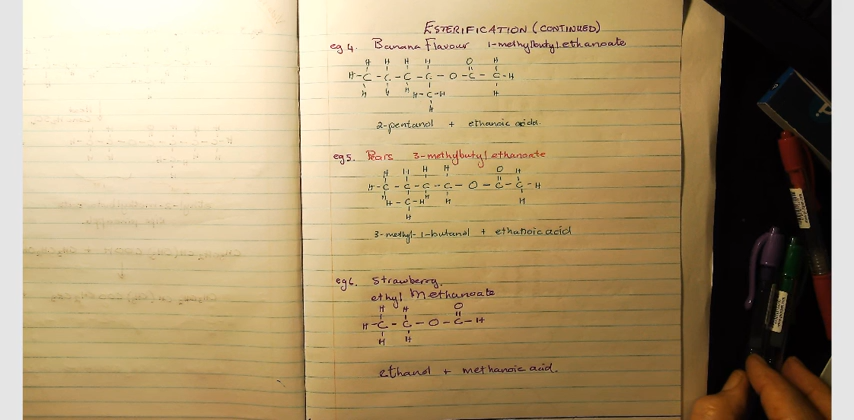 ESTERIFICATION (CONTINUED)
eg 4. Banana Flavour 1-methylbutyl ethanoate
H H H H O H
H-C-C-C-C-O-C-C-H
H H H H-C-H H
H
2-pentanol + ethanoic acid.
eg 5. Pears 3-methylbutyl ethanoate
H H H H O H
H-C-C-C-C-O-C-C-H
H H-C-H H H H
H
3-methyl-1-butanol + ethanoic acid
eg 6. Strawberry.
ethyl Methanoate
H H O
H-C-C-O-C-H
H H
ethanol + methanoic acid.